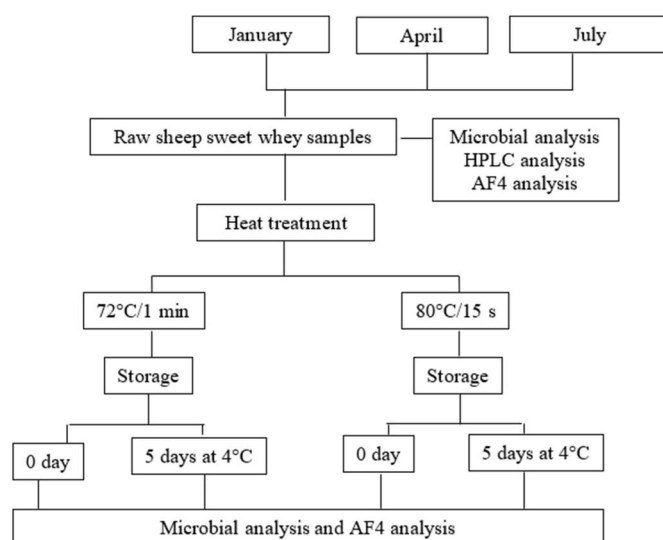 January
April
July
Raw sheep sweet whey samples
Microbial analysis
HPLC analysis
AF4 analysis
Heat treatment
72°C/1 min
80°C/15 s
Storage
Storage
0 day
5 days at 4°C
0 day
5 days at 4°C
Microbial analysis and AF4 analysis